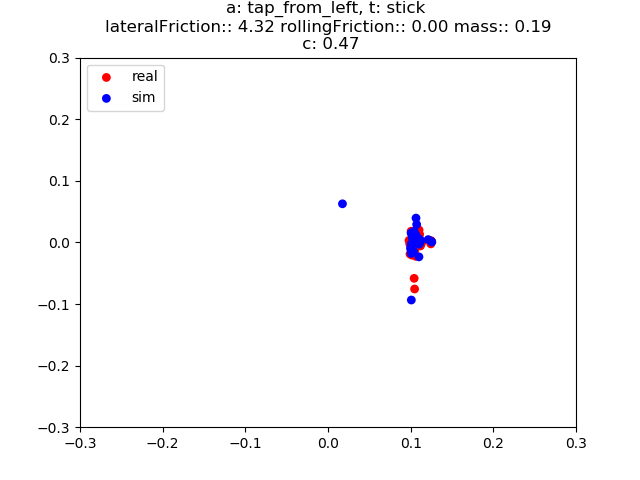 a: tap_from_left, t: stick
lateralFriction:: 4.32 rollingFriction:: 0.00 mass:: 0.19
c: 0.47
real
sim
0.3
0.2
0.1
0.0
−0.1
−0.2
−0.3
−0.3 −0.2 −0.1 0.0 0.1 0.2 0.3